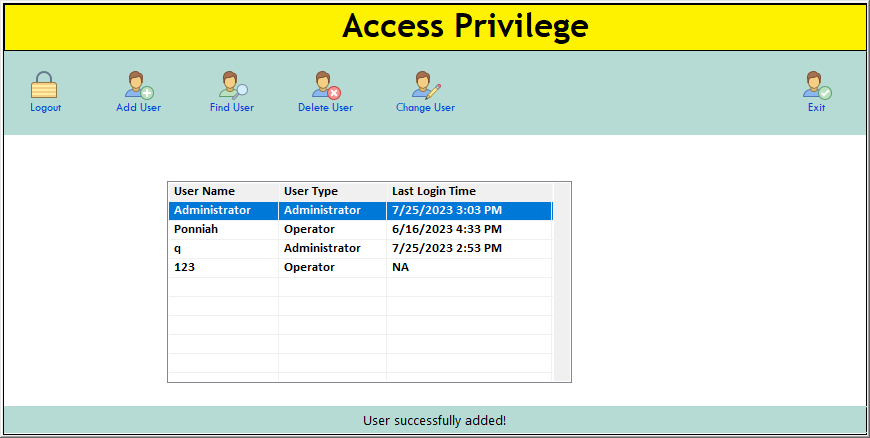 Access Privilege
Logout Add User Find User Delete User Change User Exit
User Name User Type Last Login Time
Administrator Administrator 7/25/2023 3:03 PM
Ponniah Operator 6/16/2023 4:33 PM
q Administrator 7/25/2023 2:53 PM
123 Operator NA
User successfully added!